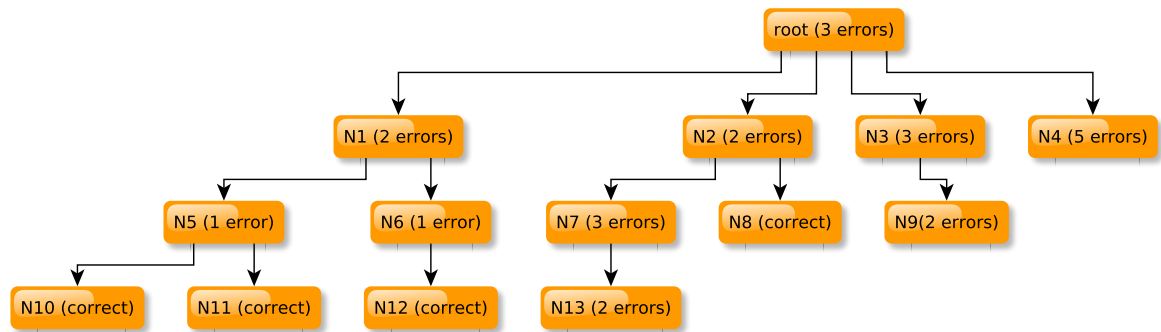 root (3 errors)
N1 (2 errors)
N2 (2 errors)
N3 (3 errors)
N4 (5 errors)
N5 (1 error)
N6 (1 error)
N7 (3 errors)
N8 (correct)
N9(2 errors)
N10 (correct)
N11 (correct)
N12 (correct)
N13 (2 errors)